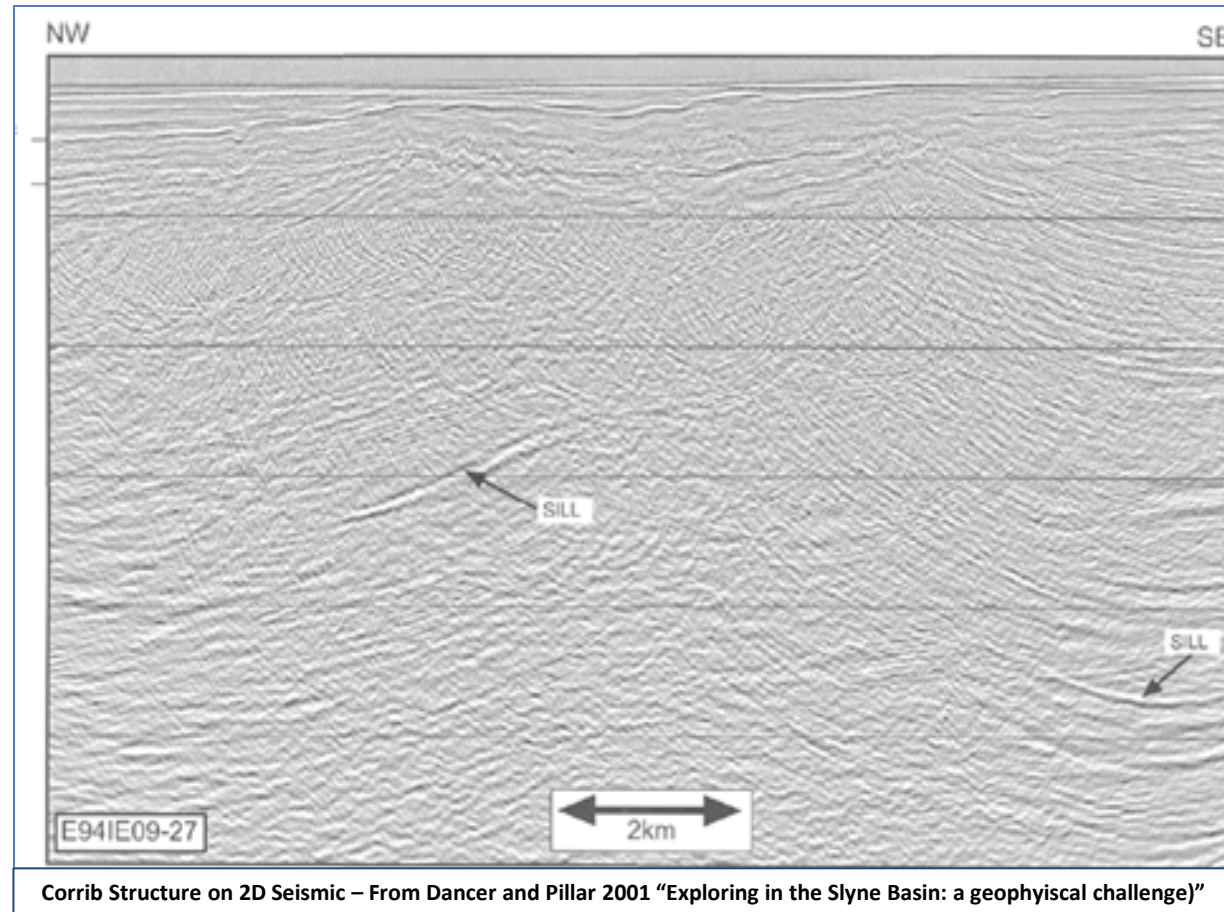 NW
SE
SILL
SILL
E94IE09-27
2km
Corrib Structure on 2D Seismic – From Dancer and Pillar 2001 “Exploring in the Slyne Basin: a geophyiscal challenge)”